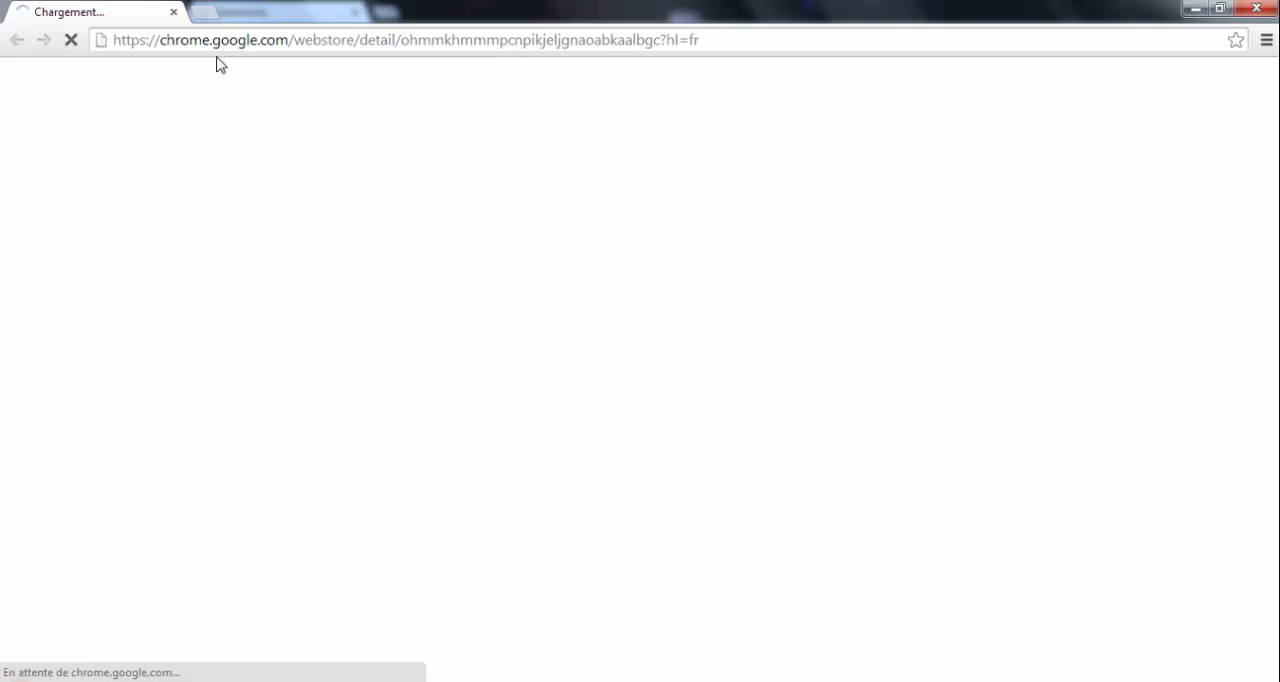 Chargement...
https://chrome.google.com/webstore/detail/ohmmkhmmmpcnpikjeljgnaoabkaalbgc?hl=fr
En attente de chrome.google.com...